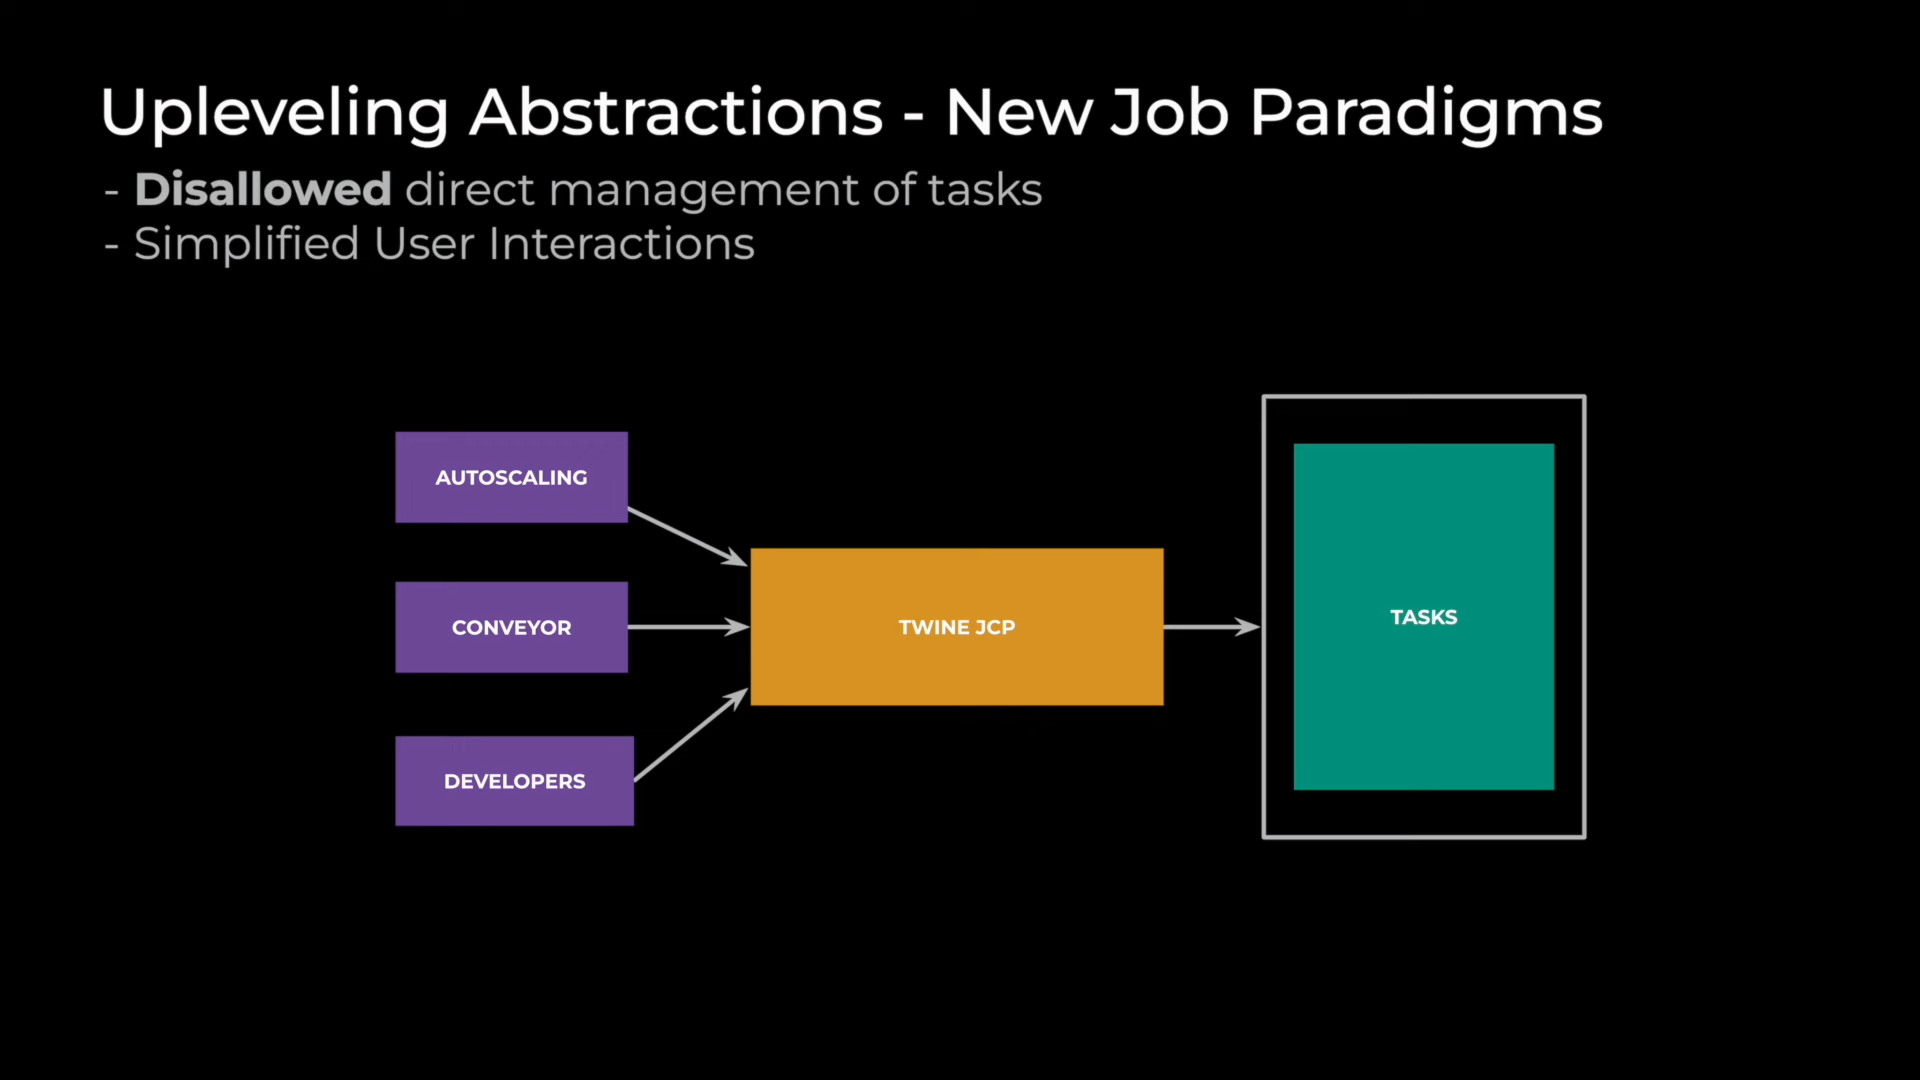 Upleveling Abstractions - New Job Paradigms
- Disallowed direct management of tasks
- Simplified User Interactions
AUTOSCALING
CONVEYOR
DEVELOPERS
TWINE JCP
TASKS